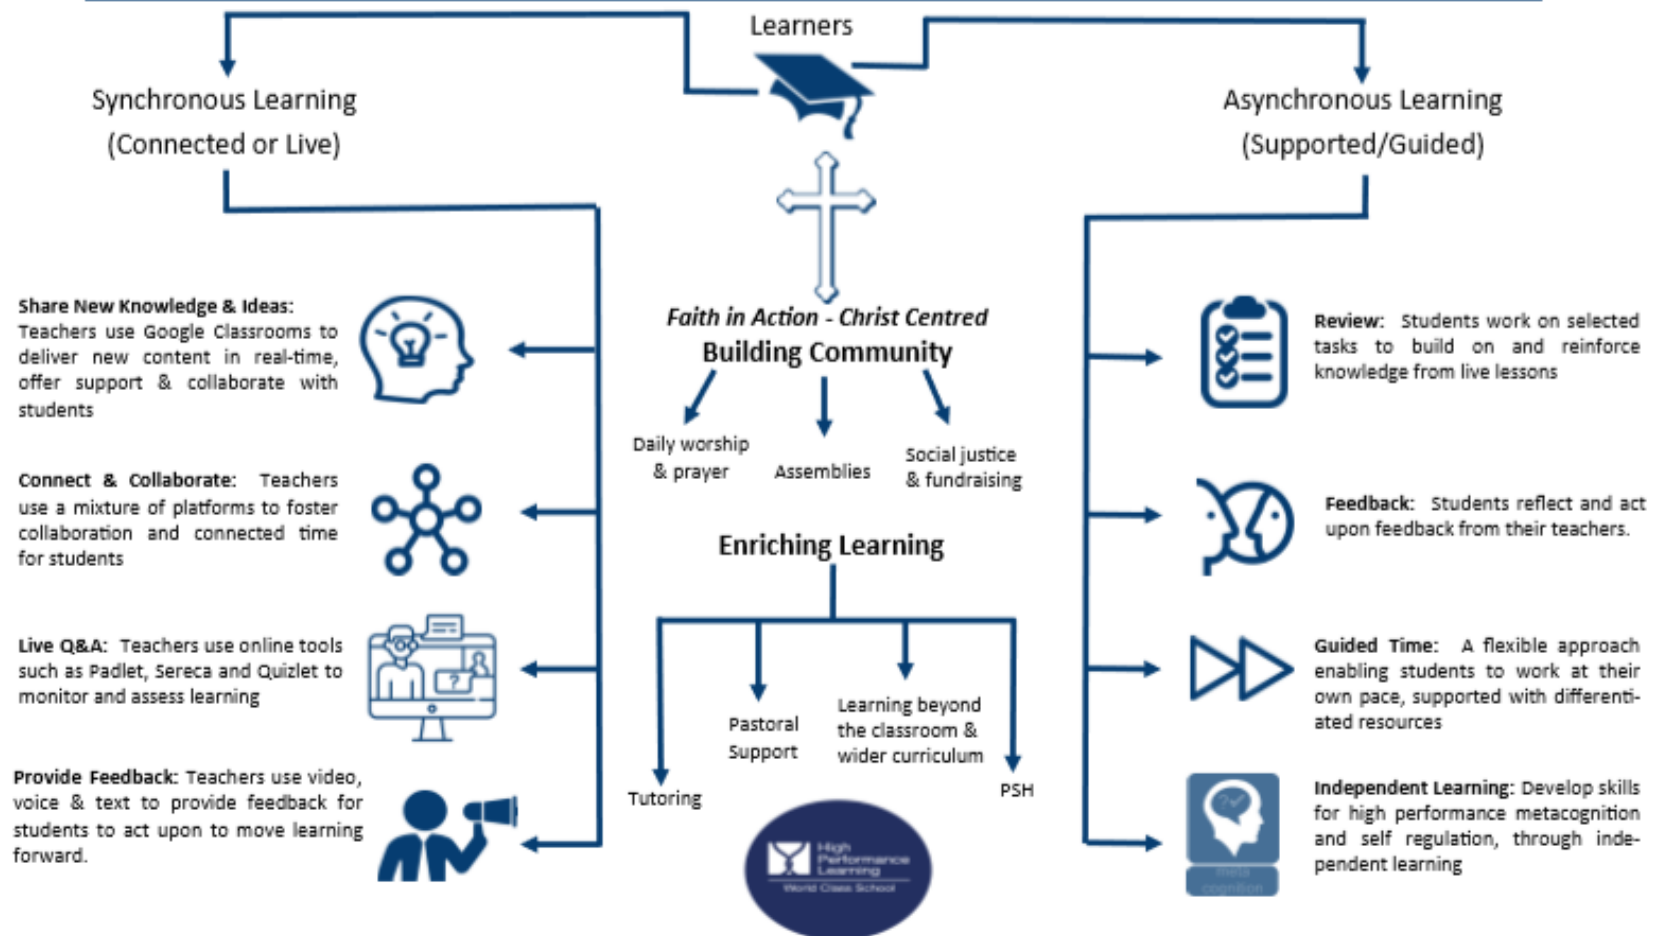 Learners
Synchronous Learning
(Connected or Live)
Share New Knowledge & Ideas:
Teachers use Google Classrooms to
deliver new content in real-time,
offer support & collaborate with
students
Connect & Collaborate: Teachers
use a mixture of platforms to foster
collaboration and connected time
for students
Live Q&A: Teachers use online tools
such as Padlet, Sereca and Quizlet to
monitor and assess learning
Provide Feedback: Teachers use video,
voice & text to provide feedback for
students to act upon to move learning
forward.
Faith in Action - Christ Centred
Building Community
Daily worship
& prayer
Assemblies
Social justice
& fundraising
Enriching Learning
Tutoring
Pastoral
Support
Learning beyond
the classroom &
wider curriculum
PSH
High
Performance
Learning
World Class School
Asynchronous Learning
(Supported/Guided)
Review: Students work on selected
tasks to build on and reinforce
knowledge from live lessons
Feedback: Students reflect and act
upon feedback from their teachers.
Guided Time: A flexible approach
enabling students to work at their
own pace, supported with differenti-
ated resources
Independent Learning: Develop skills
for high performance metacognition
and self regulation, through inde-
pendent learning
?
?
meta
cognition